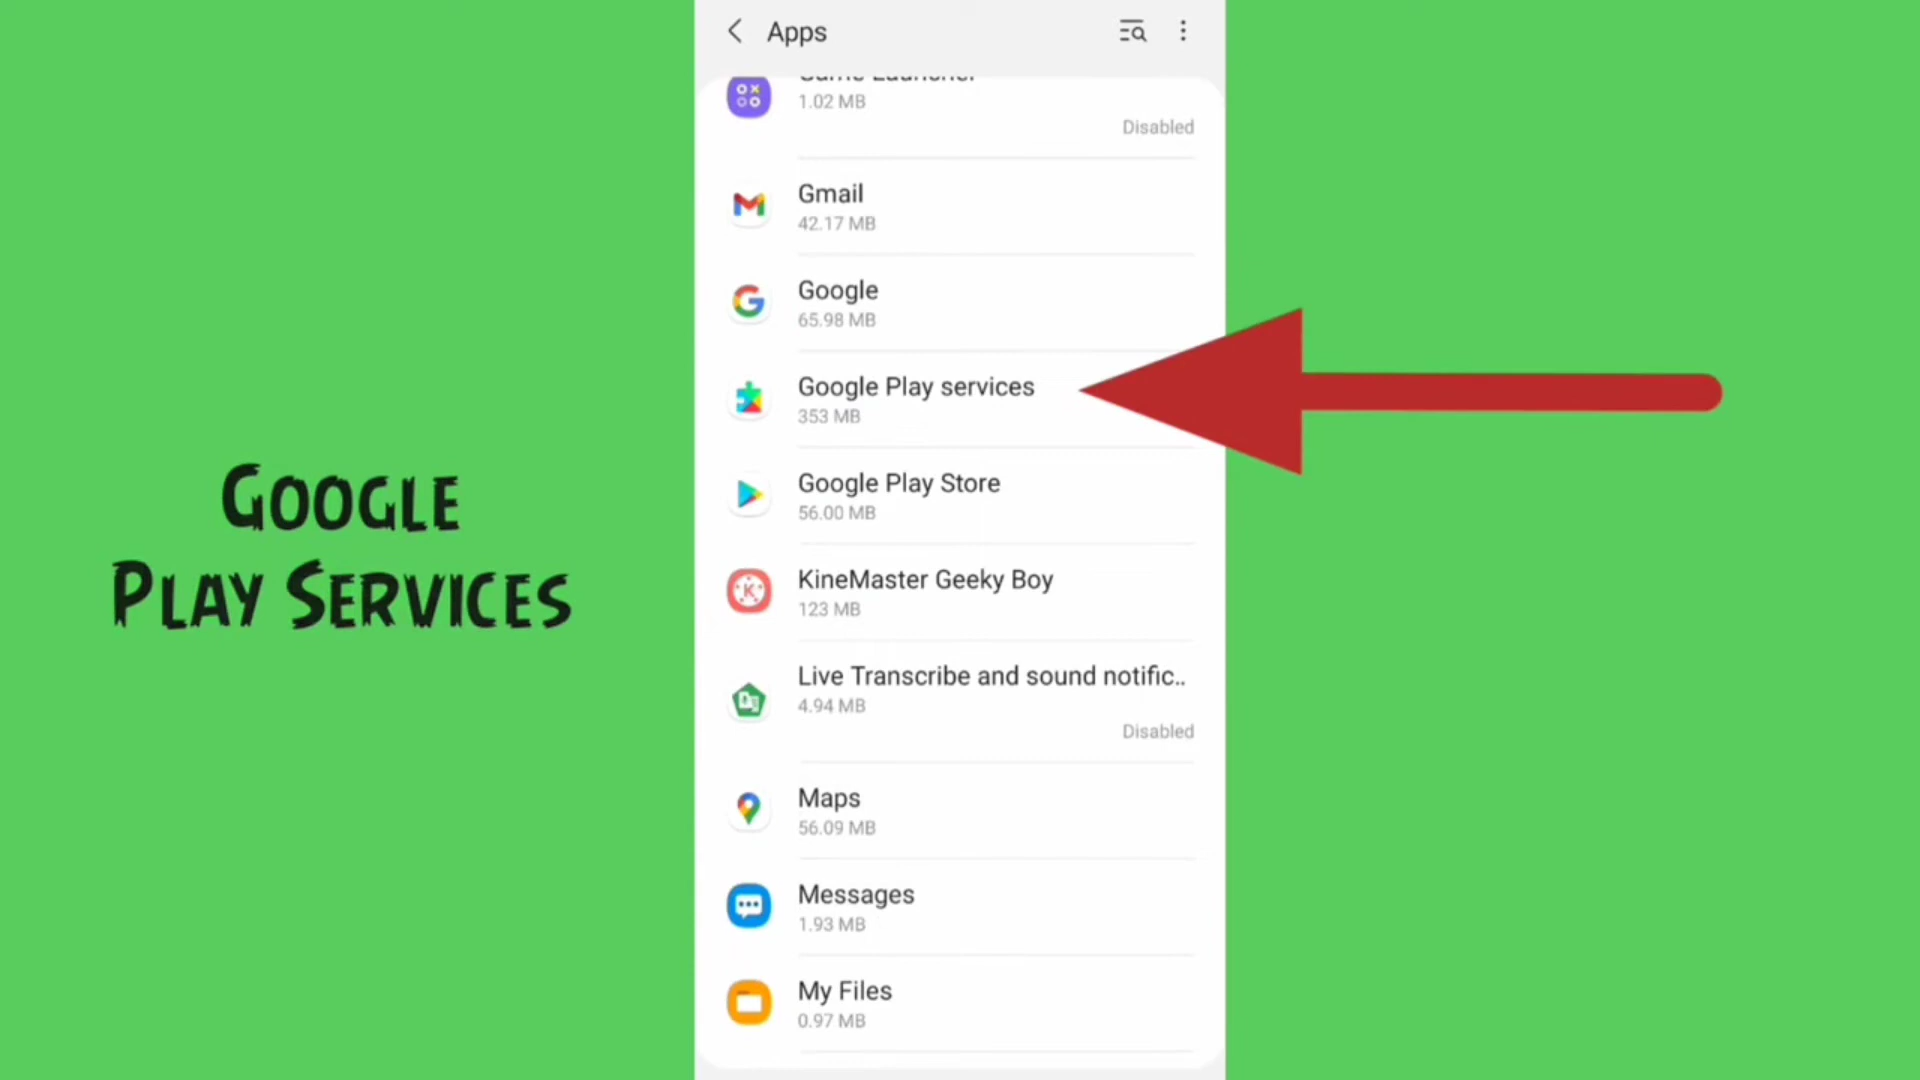 Apps
Game Launcher
1.02 MB
Disabled
Gmail
42.17 MB
Google
65.98 MB
Google Play services
353 MB
Google Play Store
56.00 MB
KineMaster Geeky Boy
123 MB
Live Transcribe and sound notific..
4.94 MB
Disabled
Maps
56.09 MB
Messages
1.93 MB
My Files
0.97 MB
GOOGLE
PLAY SERVICES